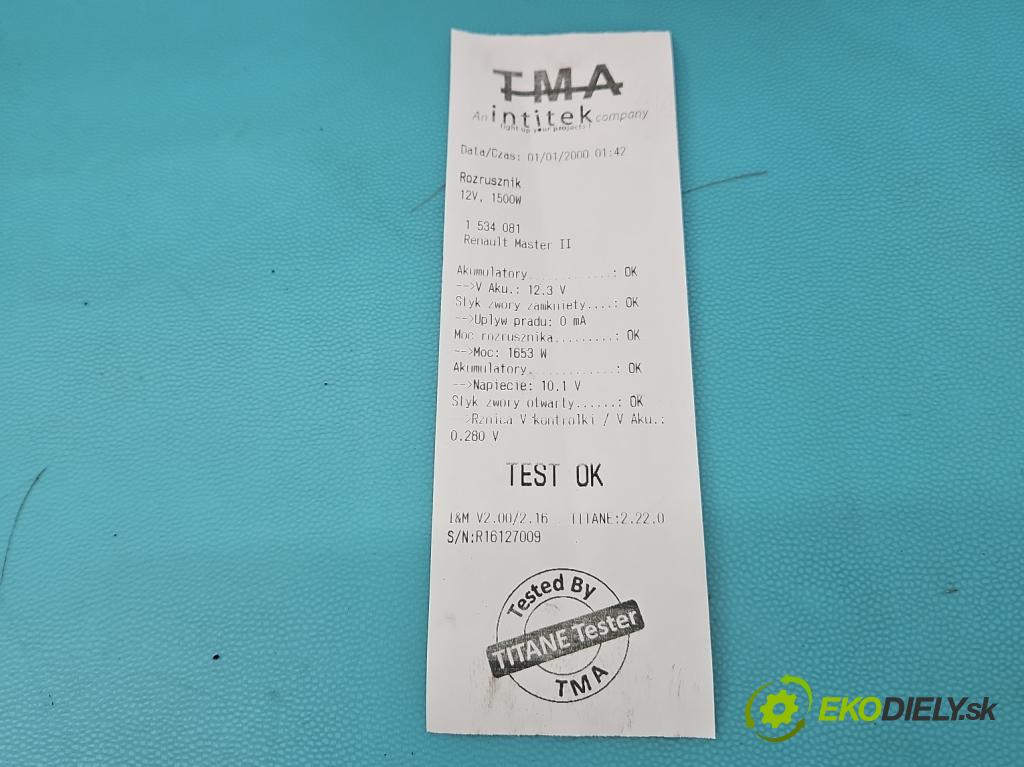 TMA
An intitek company
light up your projects!
Data/Czas: 01/01/2000 01:42
Rozrusznik
12V, 1500W
1 534 081
Renault Master II
Akumulatory...........: OK
-->V Aku.: 12.3 V
Styk zwory zamkniety....: OK
-->Uplyw pradu: 0 mA
Moc rozrusznika.........: OK
-->Moc: 1653 W
Akumulatory............: OK
-->Napiecie: 10.1 V
Styk zwory otwarty......: OK
->Rznica V kontrolki / V Aku.:
0.280 V
TEST OK
I&M V2.00/2.16 TITANE:2.22.0
S/N:R16127009
Tested By
TITANE Tester
TMA
EKODIELY.sk